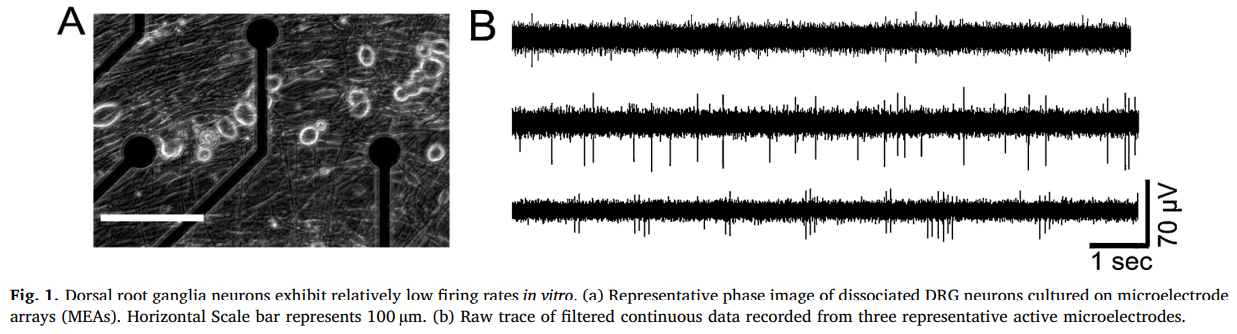 A
B
70 µV
1 sec
Fig. 1. Dorsal root ganglia neurons exhibit relatively low firing rates in vitro. (a) Representative phase image of dissociated DRG neurons cultured on microelectrode
arrays (MEAs). Horizontal Scale bar represents 100 μm. (b) Raw trace of filtered continuous data recorded from three representative active microelectrodes.